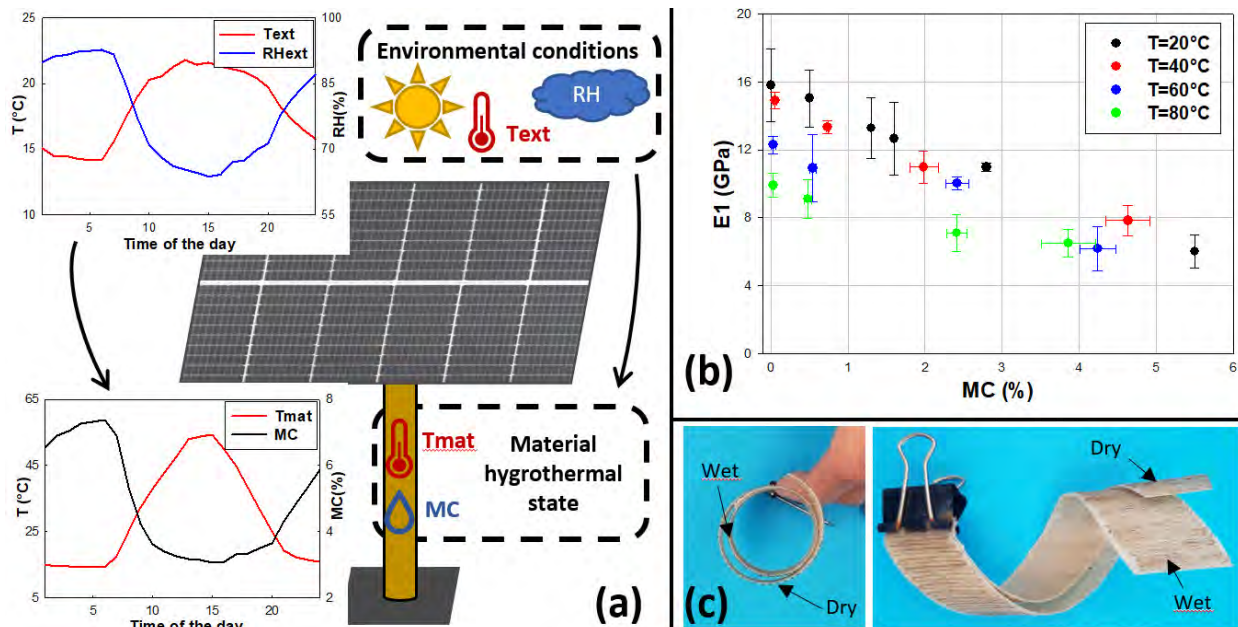 25
20
15
10
T (°C)
Text
RHext
100
85
70
55
RH(%)
5
10
15
20
Time of the day
Environmental conditions
RH
Text
65
45
25
5
T (°C)
Tmat
MC
8
6
4
2
MC(%)
5
10
15
20
Time of the day
Tmat
MC
Material
hygrothermal
state
(a)
20
16
12
8
4
0
E1 (GPa)
T=20°C
T=40°C
T=60°C
T=80°C
0
1
2
3
4
5
6
MC (%)
(b)
Wet
Dry
(c)
Dry
Wet